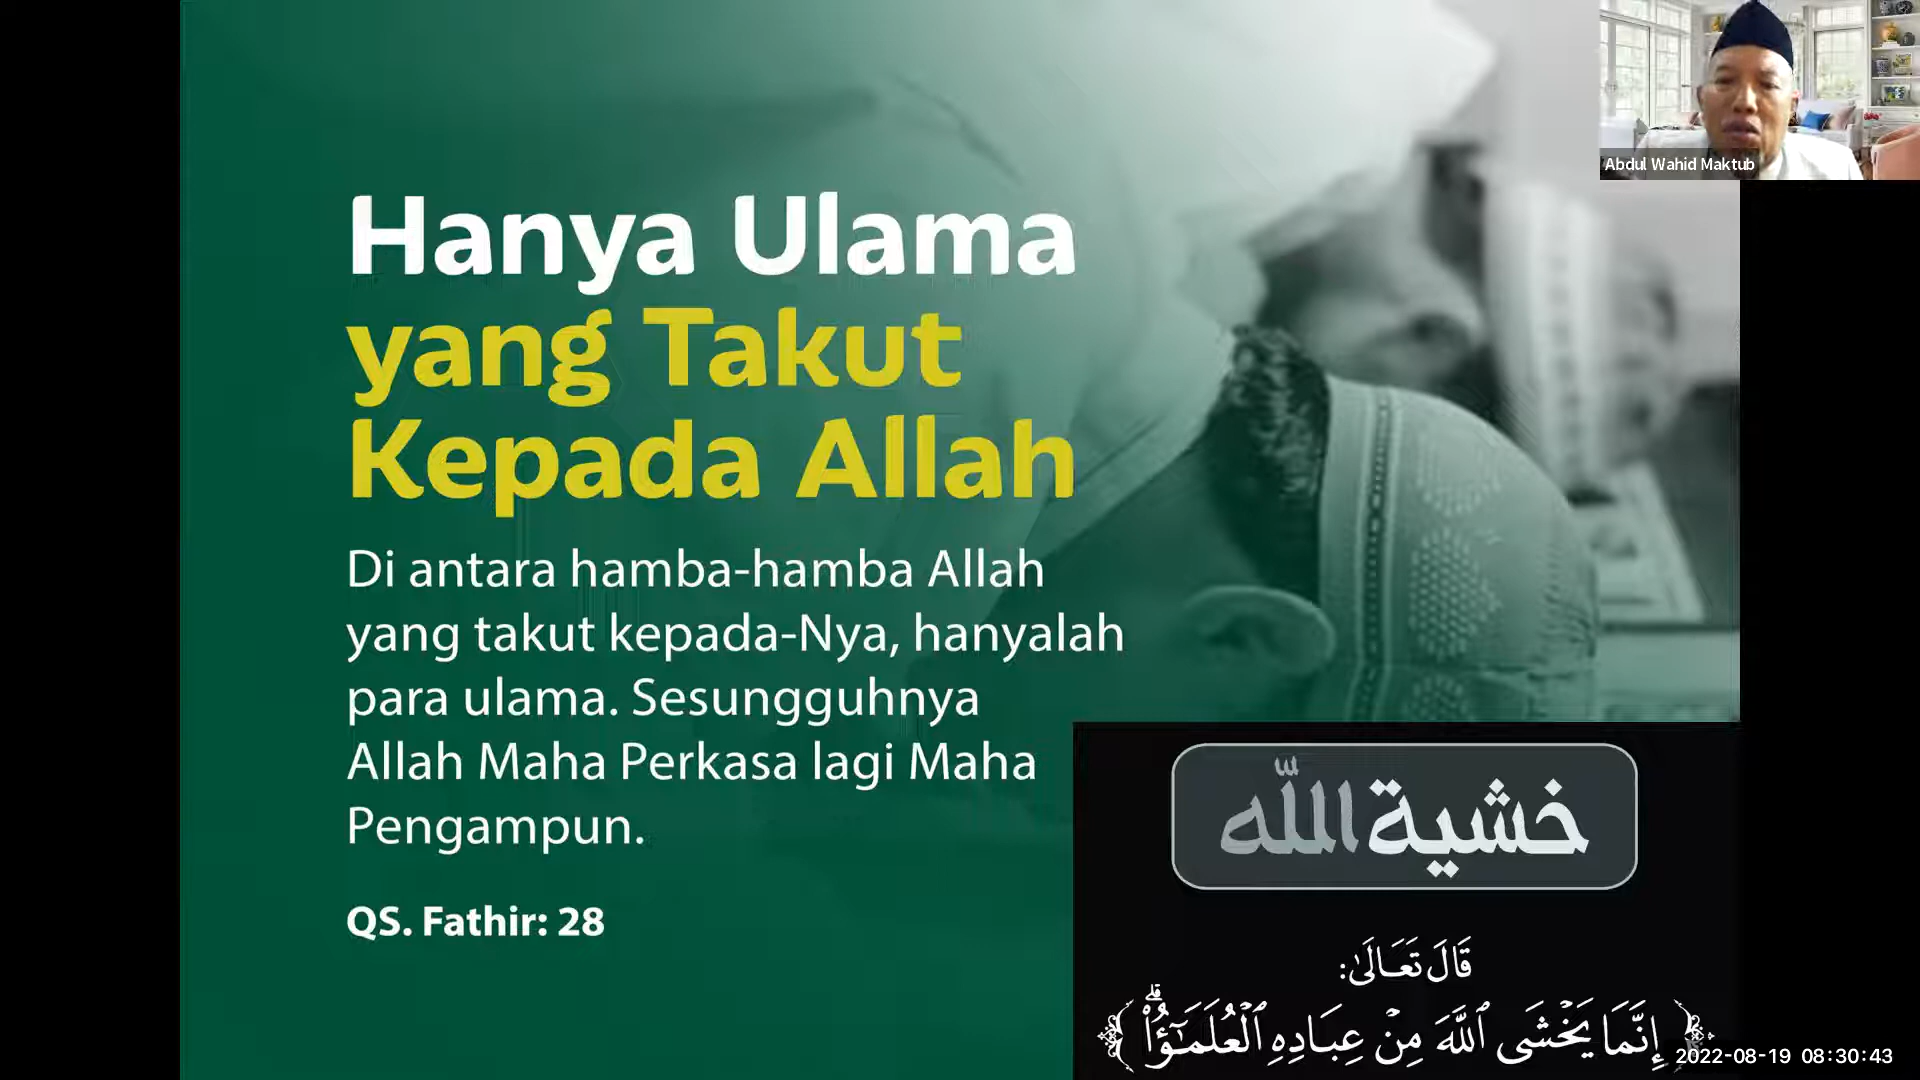 Abdul Wahid Maktub
Hanya Ulama
yang Takut
Kepada Allah
Di antara hamba-hamba Allah
yang takut kepada-Nya, hanyalah
para ulama. Sesungguhnya
Allah Maha Perkasa lagi Maha
Pengampun.
QS. Fathir: 28
خشية اللّه
قَالَ تَعَالَىٰ:
﴿ إِنَّمَا يَخْشَى ٱللَّهَ مِنْ عِبَادِهِ ٱلْعُلَمَـٰٓؤُا۟ ۗ ﴾
2022-08-19 08:30:43